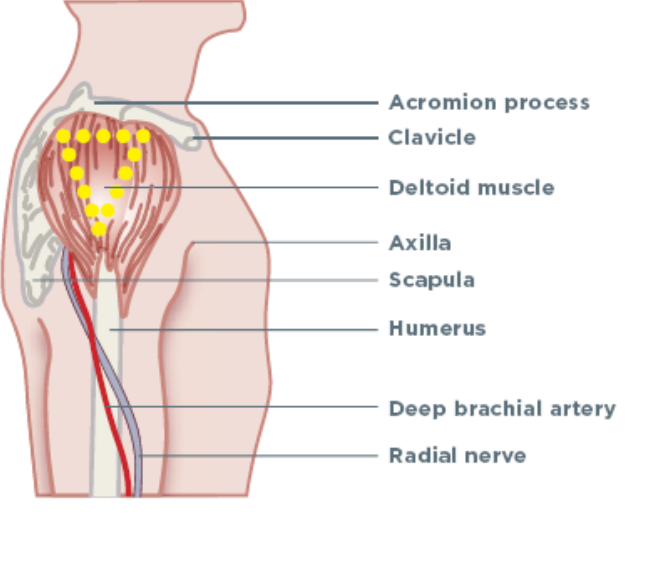 Acromion process
Clavicle
Deltoid muscle
Axilla
Scapula
Humerus
Deep brachial artery
Radial nerve